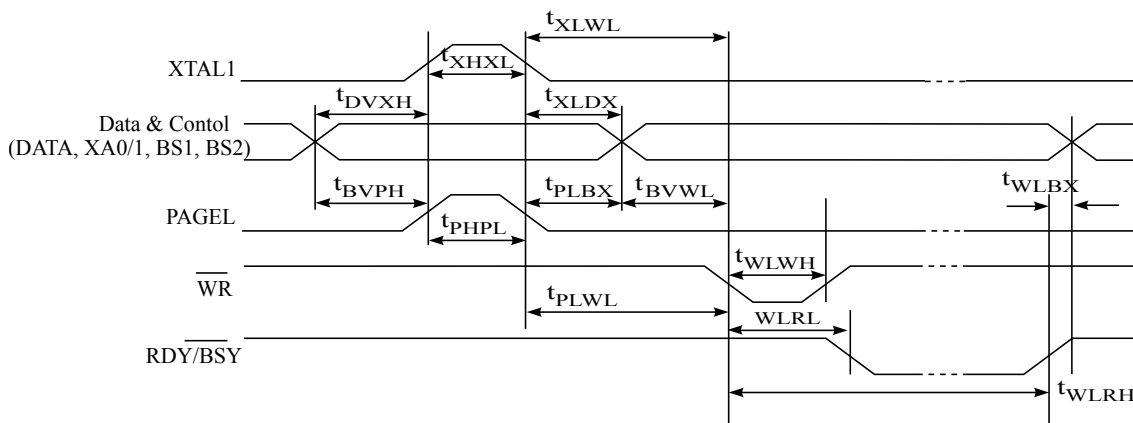 tXLWL
XTAL1
tXHXL
tDVXH
tXLDX
Data & Contol
(DATA, XA0/1, BS1, BS2)
tBVPH
tPLBX
tBVWL
tWLBX
PAGEL
tPHPL
WR
tWLWH
tPLWL
WLRL
RDY/BSY
tWLRH